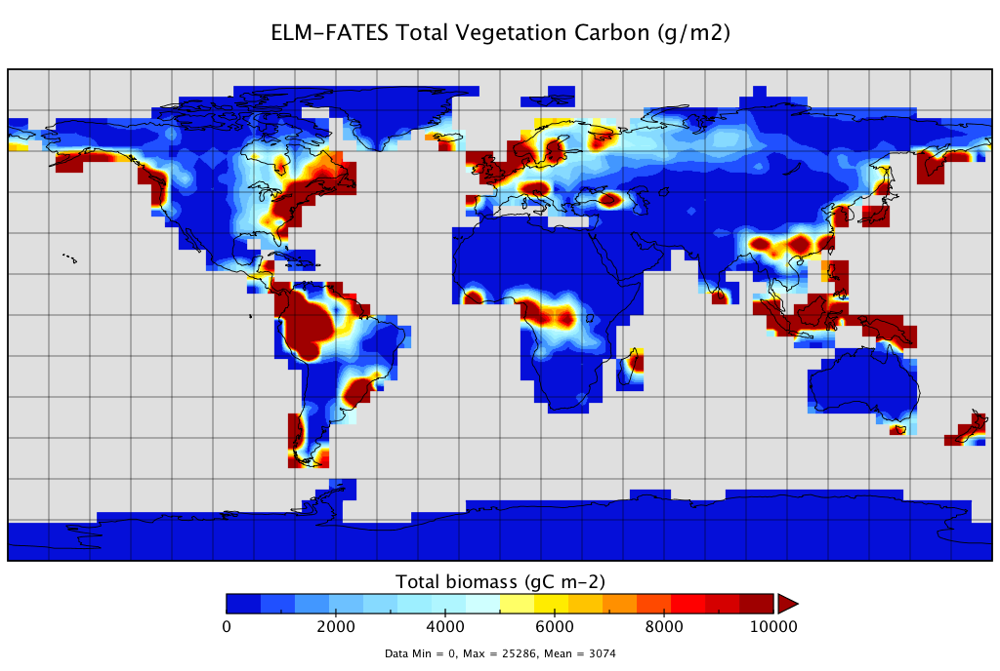 ELM-FATES Total Vegetation Carbon (g/m2)
Total biomass (gC m-2)
0 2000 4000 6000 8000 10000
Data Min = 0, Max = 25286, Mean = 3074